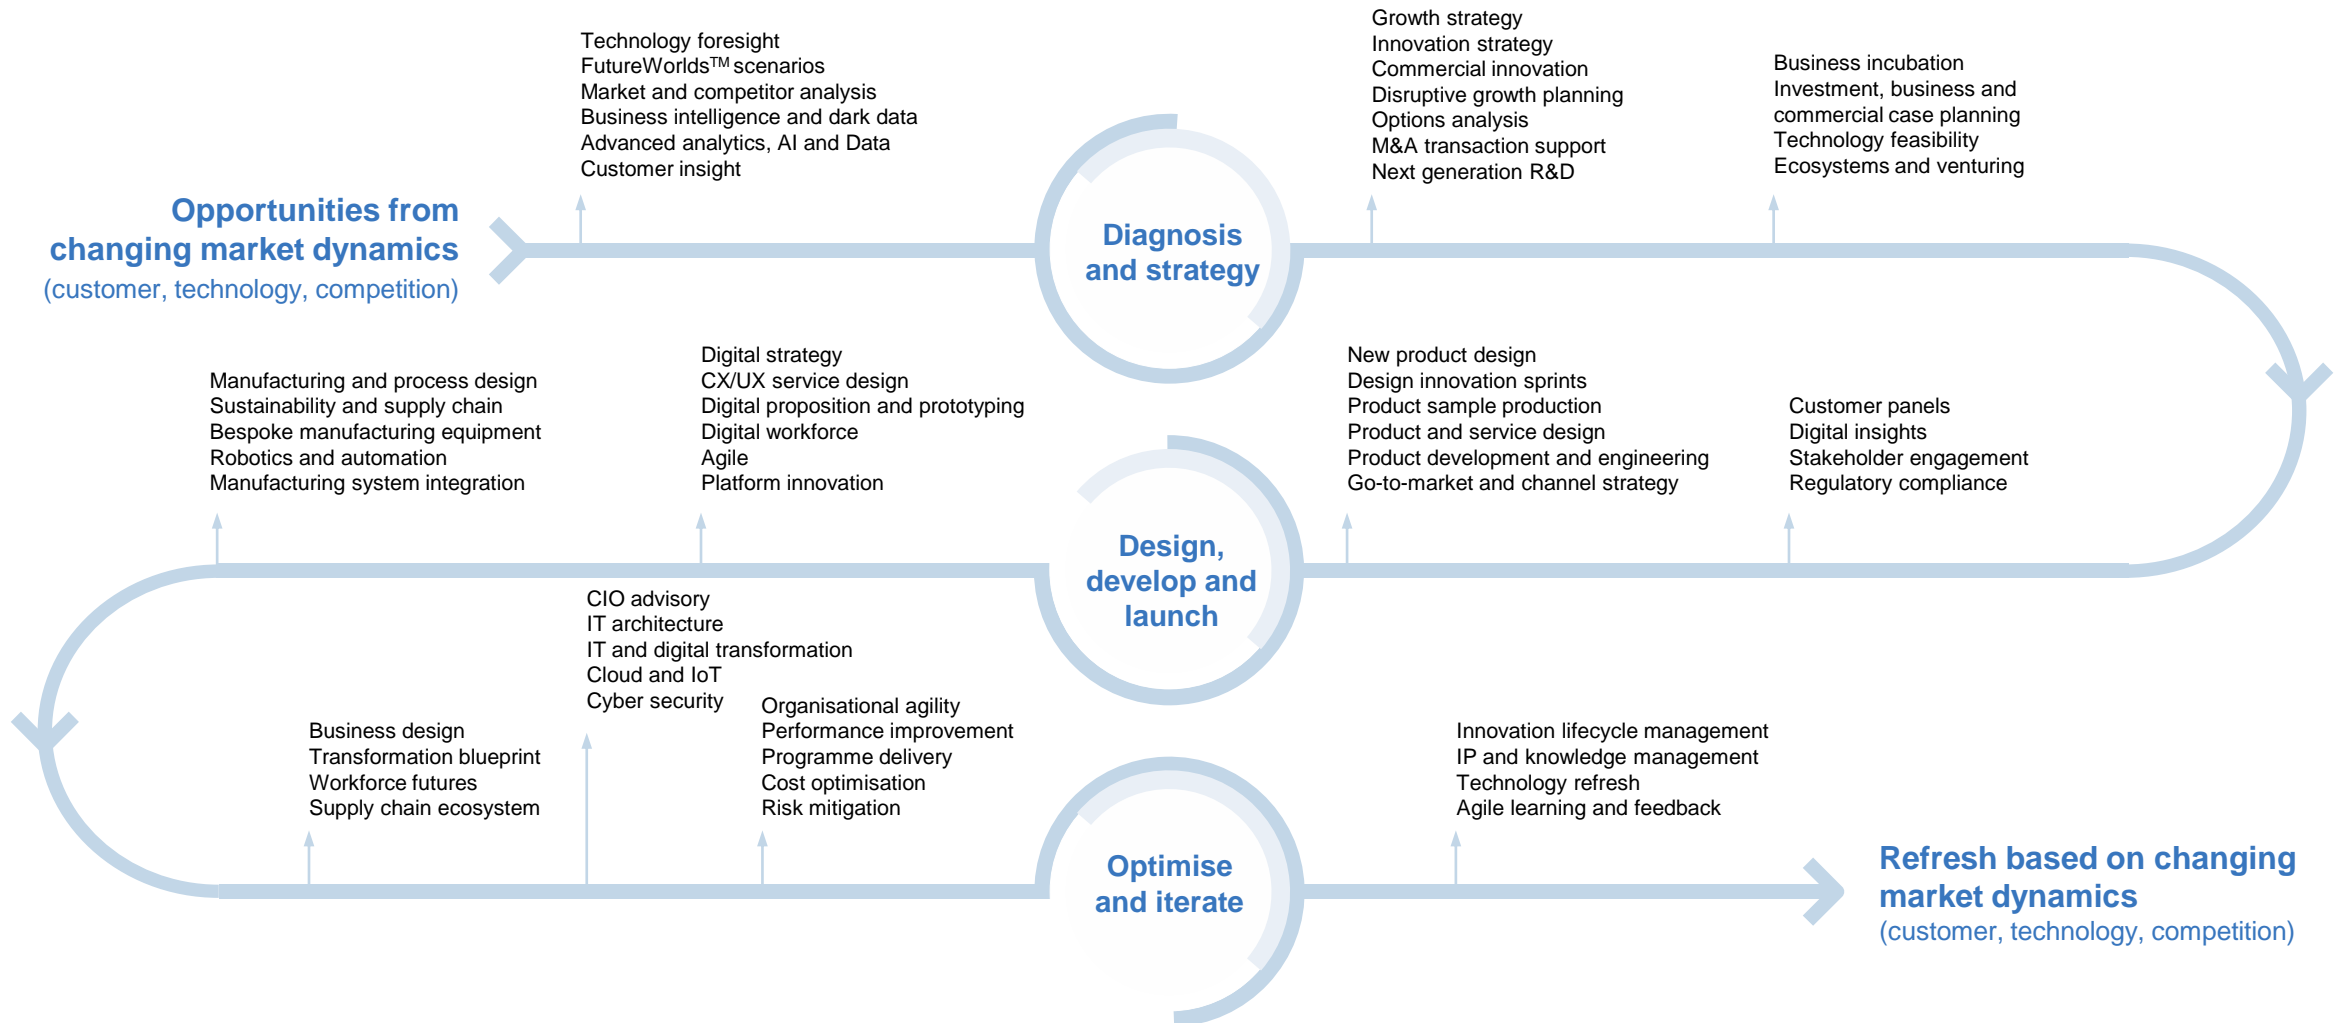 Opportunities from
changing market dynamics
(customer, technology, competition)
Technology foresight
FutureWorlds™ scenarios
Market and competitor analysis
Business intelligence and dark data
Advanced analytics, AI and Data
Customer insight
Diagnosis
and strategy
Growth strategy
Innovation strategy
Commercial innovation
Disruptive growth planning
Options analysis
M&A transaction support
Next generation R&D
Business incubation
Investment, business and
commercial case planning
Technology feasibility
Ecosystems and venturing
Customer panels
Digital insights
Stakeholder engagement
Regulatory compliance
New product design
Design innovation sprints
Product sample production
Product and service design
Product development and engineering
Go-to-market and channel strategy
Design,
develop and
launch
Digital strategy
CX/UX service design
Digital proposition and prototyping
Digital workforce
Agile
Platform innovation
Manufacturing and process design
Sustainability and supply chain
Bespoke manufacturing equipment
Robotics and automation
Manufacturing system integration
Business design
Transformation blueprint
Workforce futures
Supply chain ecosystem
CIO advisory
IT architecture
IT and digital transformation
Cloud and IoT
Cyber security
Organisational agility
Performance improvement
Programme delivery
Cost optimisation
Risk mitigation
Optimise
and iterate
Innovation lifecycle management
IP and knowledge management
Technology refresh
Agile learning and feedback
Refresh based on changing
market dynamics
(customer, technology, competition)